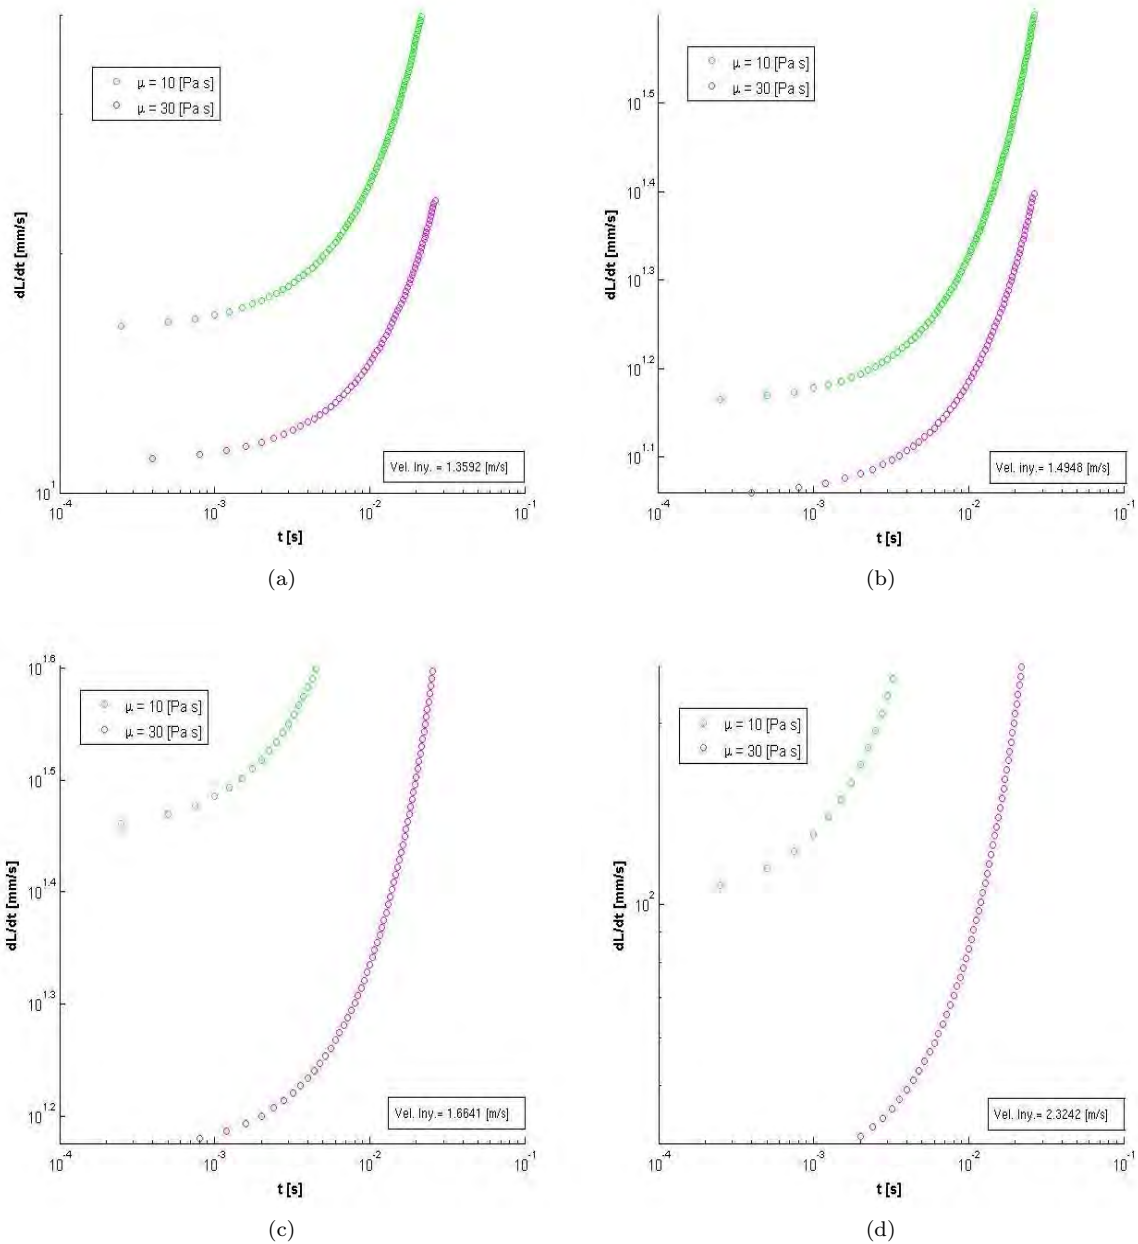 μ = 10 [Pa s]
μ = 30 [Pa s]
dL/dt [mm/s]
10^1
Vel. Iny. = 1.3592 [m/s]
10^-4 10^-3 10^-2 10^-1
t [s]
(a)
μ = 10 [Pa s]
μ = 30 [Pa s]
10^1.5
10^1.4
10^1.3
10^1.2
10^1.1
dL/dt [mm/s]
Vel. iny.= 1.4948 [m/s]
10^-4 10^-3 10^-2 10^-1
t [s]
(b)
10^1.6
10^1.5
10^1.4
10^1.3
10^1.2
μ = 10 [Pa s]
μ = 30 [Pa s]
dL/dt [mm/s]
Vel. Iny.= 1.6641 [m/s]
10^-4 10^-3 10^-2 10^-1
t [s]
(c)
μ = 10 [Pa s]
μ = 30 [Pa s]
10^2
dL/dt [mm/s]
Vel. Iny.= 2.3242 [m/s]
10^-4 10^-3 10^-2 10^-1
t [s]
(d)